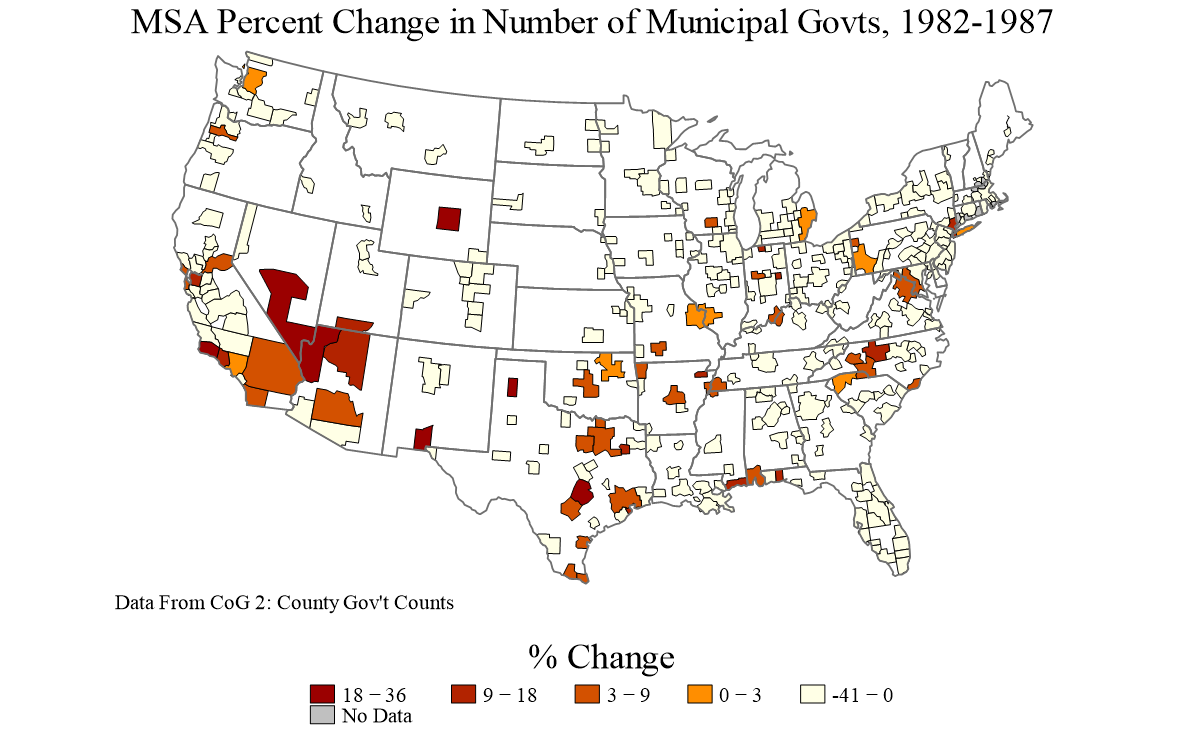 MSA Percent Change in Number of Municipal Govts, 1982-1987
Data From CoG 2: County Gov't Counts
% Change
18 – 36
9 – 18
3 – 9
0 – 3
-41 – 0
No Data